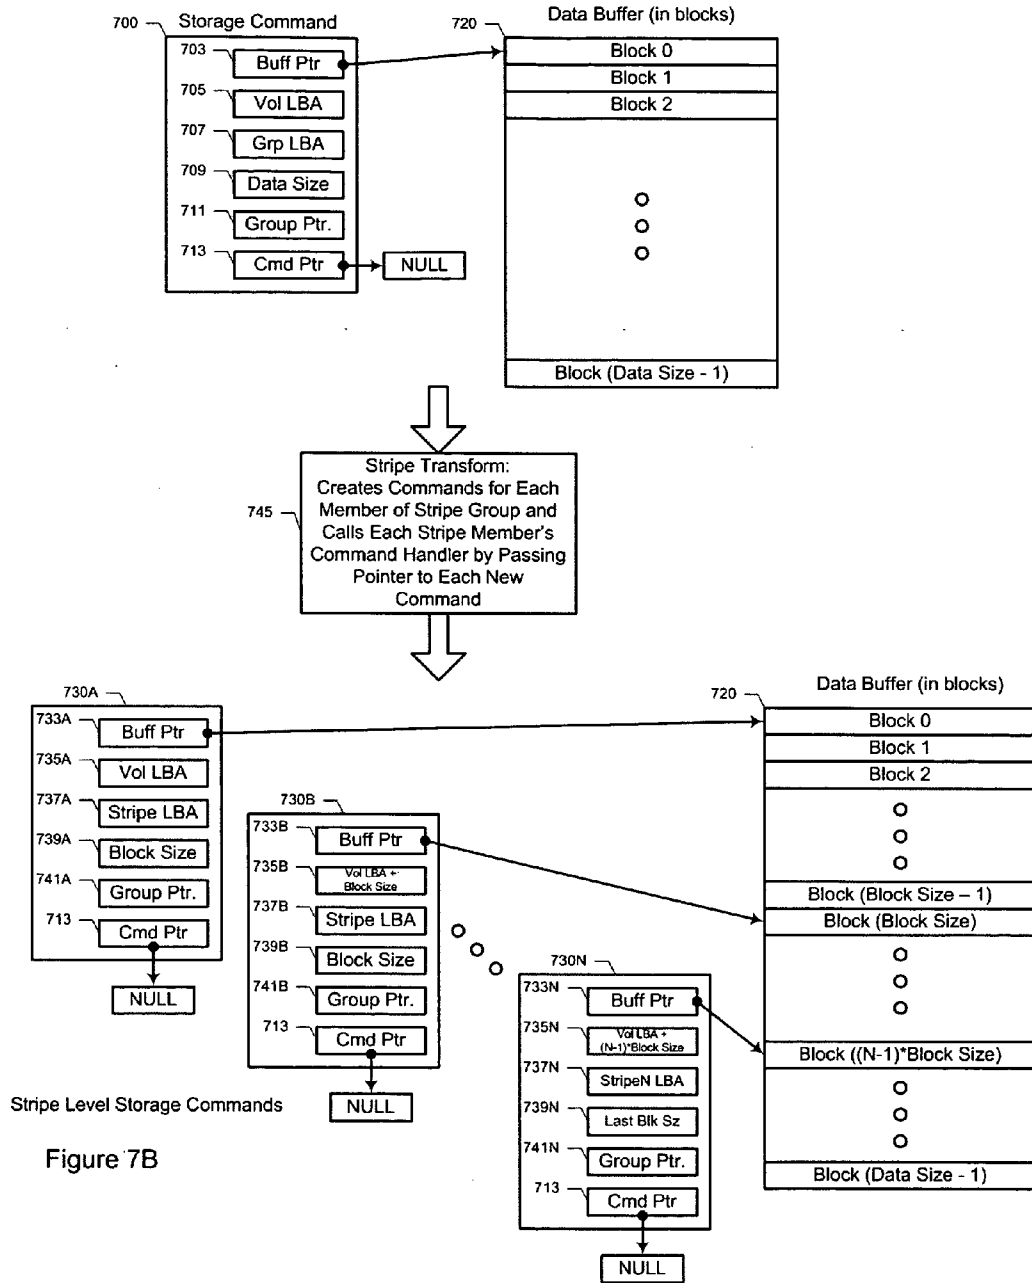 Storage Command
700
703
Buff Ptr
705
Vol LBA
707
Grp LBA
709
Data Size
711
Group Ptr.
713
Cmd Ptr
NULL
Data Buffer (in blocks)
720
Block 0
Block 1
Block 2
Block (Data Size - 1)
745
Stripe Transform:
Creates Commands for Each
Member of Stripe Group and
Calls Each Stripe Member's
Command Handler by Passing
Pointer to Each New
Command
730A
733A
Buff Ptr
735A
Vol LBA
737A
Stripe LBA
739A
Block Size
741A
Group Ptr.
713
Cmd Ptr
NULL
730B
733B
Buff Ptr
735B
Vol LBA +
Block Size
737B
Stripe LBA
739B
Block Size
741B
Group Ptr.
713
Cmd Ptr
NULL
730N
733N
Buff Ptr
735N
Vol LBA +
(N-1)*Block Size
737N
StripeN LBA
739N
Last Blk Sz
741N
Group Ptr.
713
Cmd Ptr
NULL
Data Buffer (in blocks)
720
Block 0
Block 1
Block 2
Block (Block Size – 1)
Block (Block Size)
Block ((N-1)*Block Size)
Block (Data Size - 1)
Stripe Level Storage Commands
Figure 7B